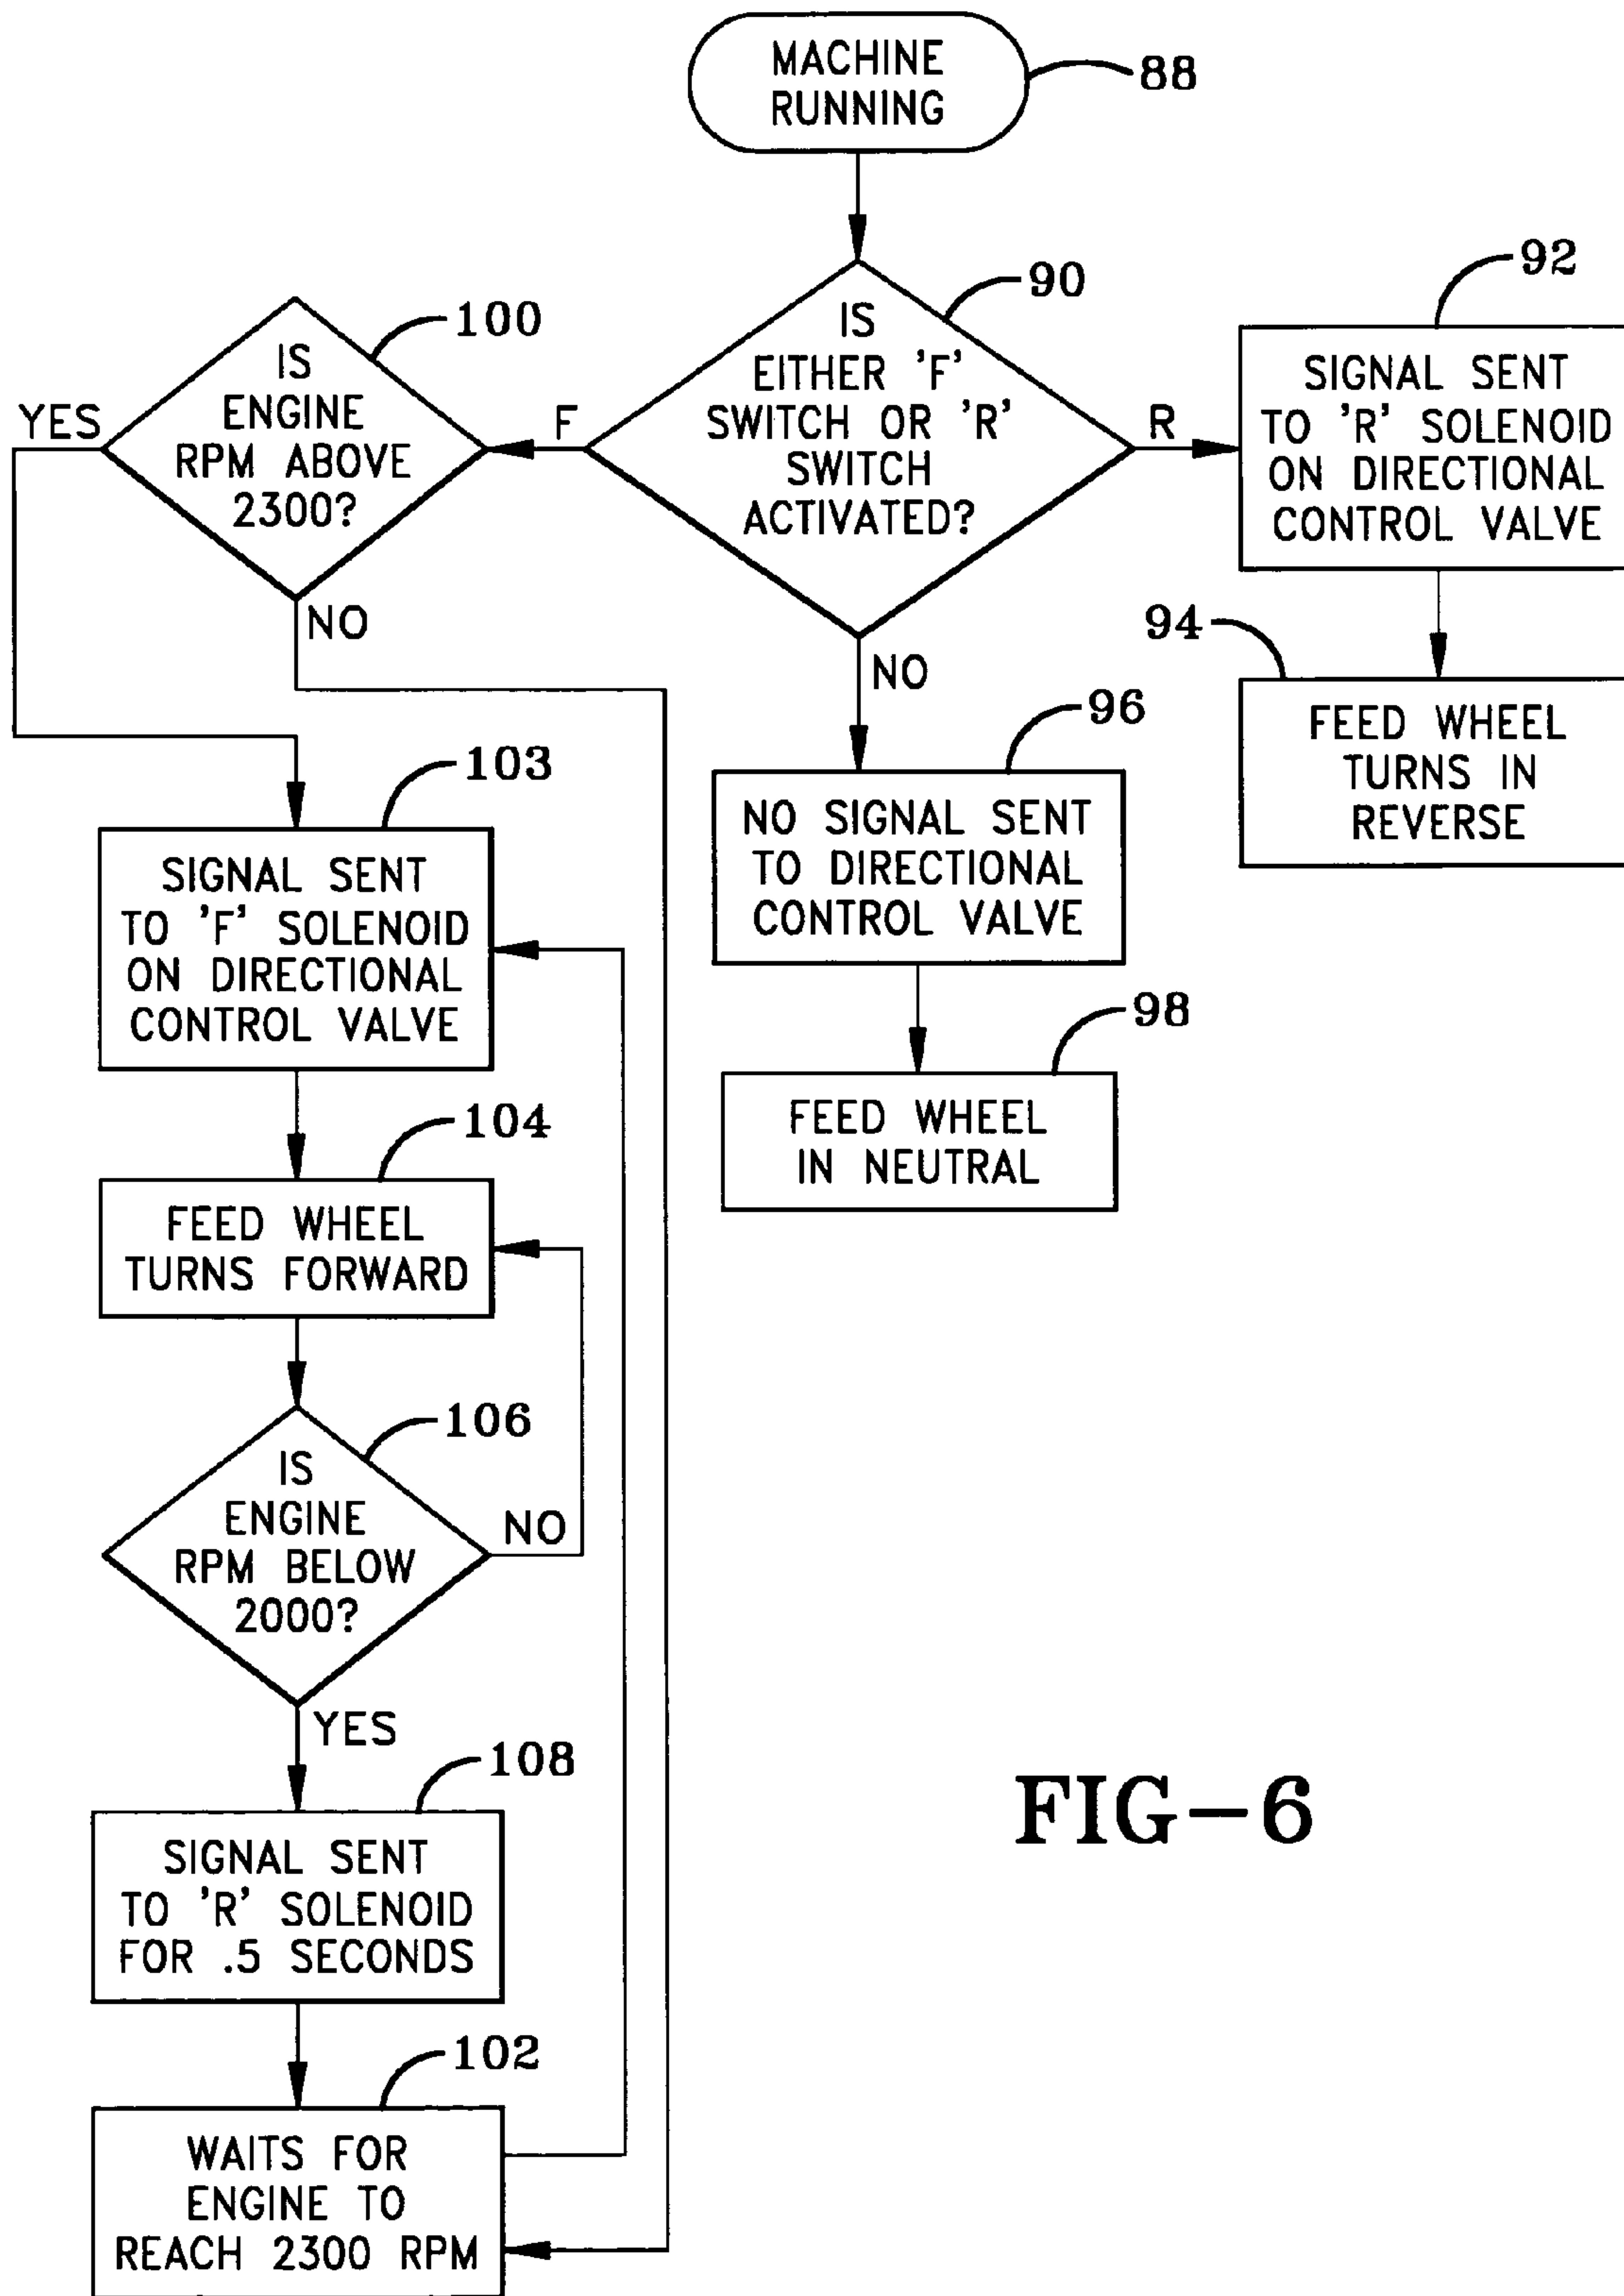 MACHINE
RUNNING
88
IS
EITHER 'F'
SWITCH OR 'R'
SWITCH
ACTIVATED?
90
F
R
NO
92
SIGNAL SENT
TO 'R' SOLENOID
ON DIRECTIONAL
CONTROL VALVE
94
FEED WHEEL
TURNS IN
REVERSE
96
NO SIGNAL SENT
TO DIRECTIONAL
CONTROL VALVE
98
FEED WHEEL
IN NEUTRAL
100
IS
ENGINE
RPM ABOVE
2300?
YES
NO
103
SIGNAL SENT
TO 'F' SOLENOID
ON DIRECTIONAL
CONTROL VALVE
104
FEED WHEEL
TURNS FORWARD
106
IS
ENGINE
RPM BELOW
2000?
NO
YES
108
SIGNAL SENT
TO 'R' SOLENOID
FOR .5 SECONDS
102
WAITS FOR
ENGINE TO
REACH 2300 RPM
FIG-6